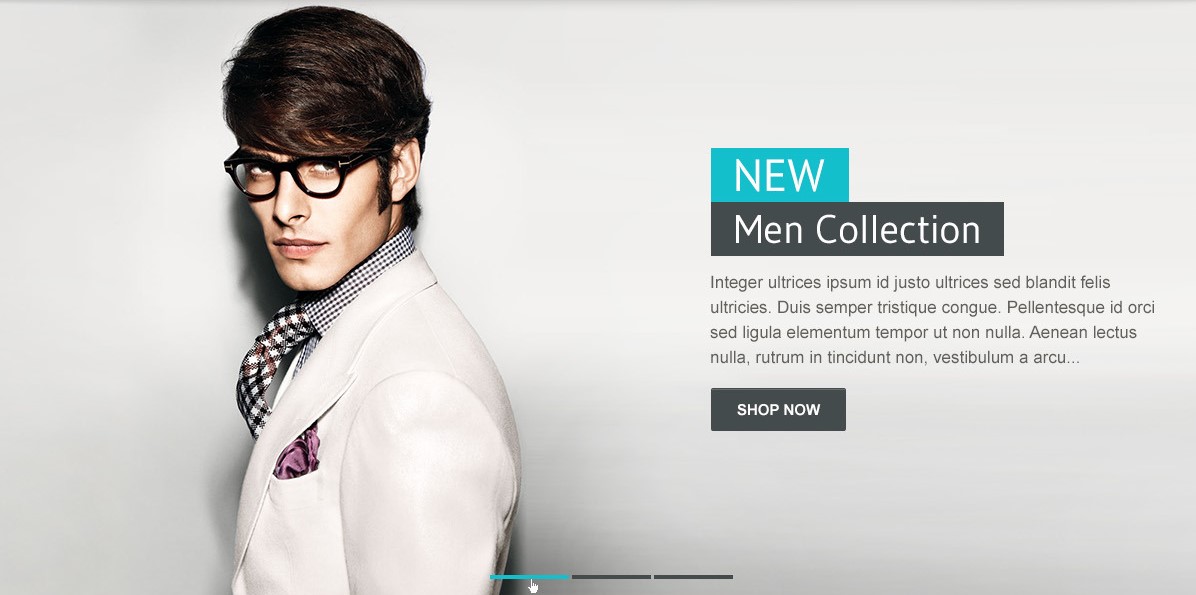 NEW
Men Collection
Integer ultrices ipsum id justo ultrices sed blandit felis
ultricies. Duis semper tristique congue. Pellentesque id orci
sed ligula elementum tempor ut non nulla. Aenean lectus
nulla, rutrum in tincidunt non, vestibulum a arcu...
SHOP NOW